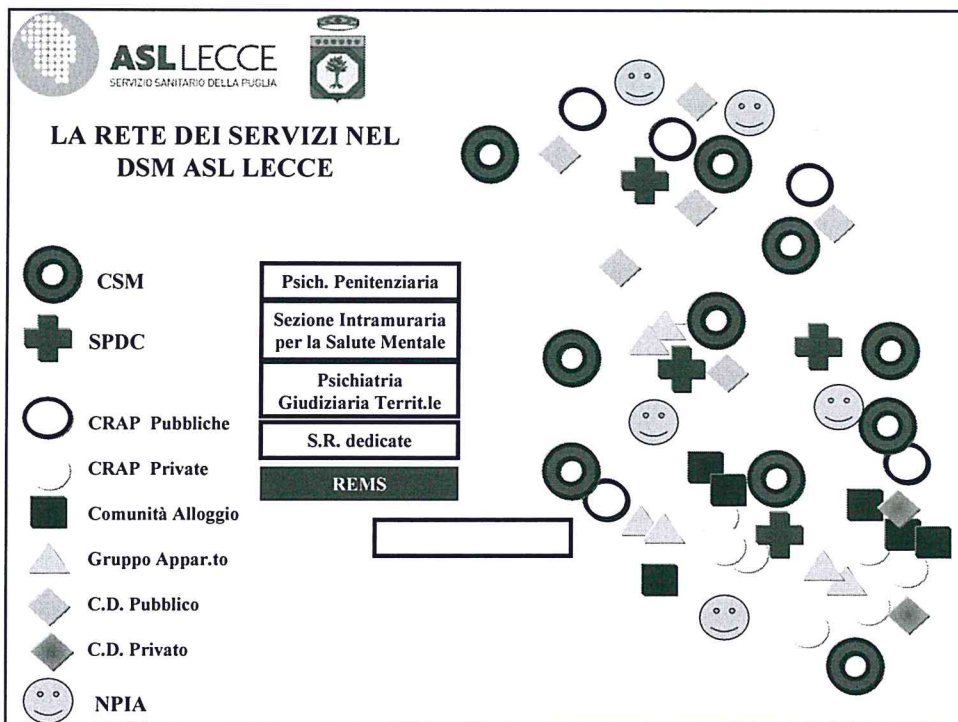 ASL LECCE
SERVIZIO SANITARIO DELLA PUGLIA
LA RETE DEI SERVIZI NEL
DSM ASL LECCE
CSM
SPDC
CRAP Pubbliche
CRAP Private
Comunità Alloggio
Gruppo Appar.to
C.D. Pubblico
C.D. Privato
NPIA
Psich. Penitenziaria
Sezione Intramuraria
per la Salute Mentale
Psichiatria
Giudiziaria Territ.le
S.R. dedicate
REMS